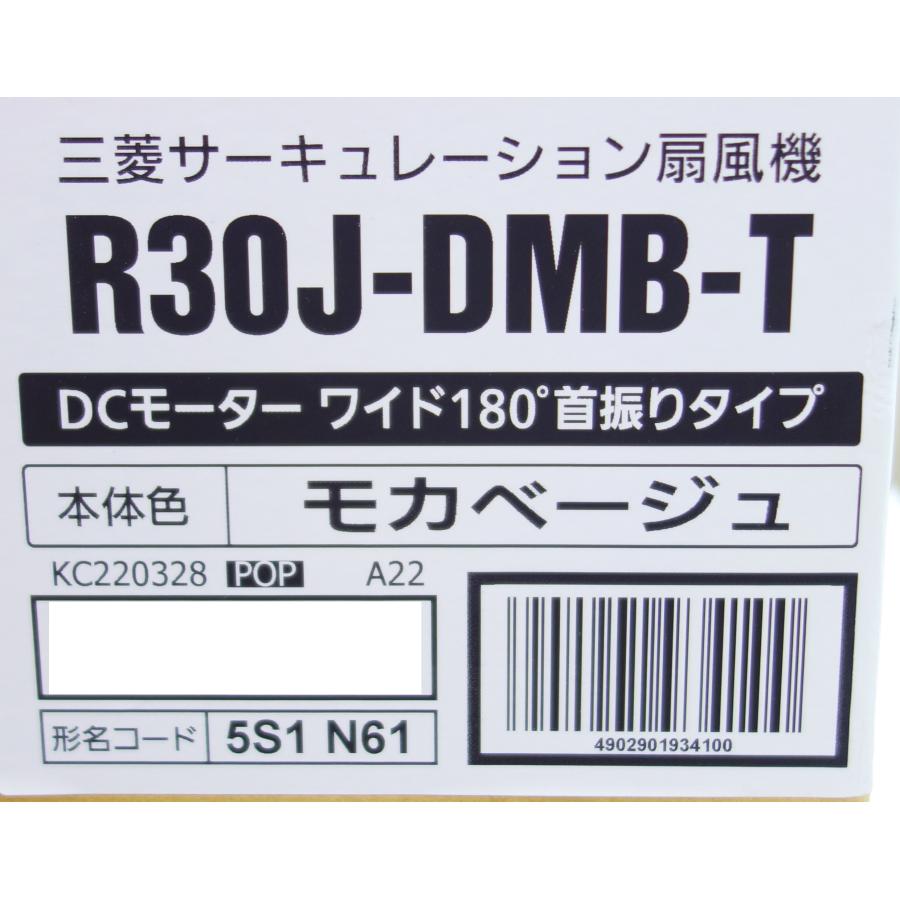 三菱サーキュレーション扇風機
R30J-DMB-T
DCモーター ワイド180°首振りタイプ
本体色 モカベージュ
KC220328 POP A22
形名コード 5S1 N61
4902901934100